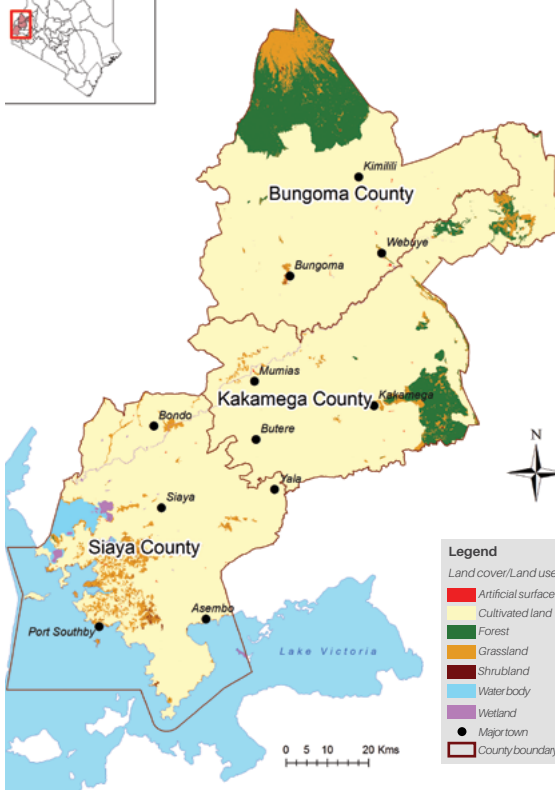 Kimilili
Bungoma County
Webuye
Bungoma
Mumias
Kakamega
Kakamega County
Bondo
Butere
Yala
Siaya
Siaya County
Asembo
Port Southby
Lake Victoria
N
0 5 10 20 Kms
Legend
Land cover/Land use
Artificial surface
Cultivated land
Forest
Grassland
Shrubland
Water body
Wetland
Major town
County boundary